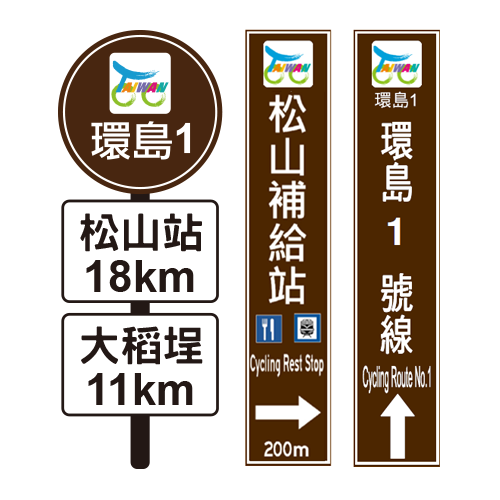 TAIWAN
環島1
松山站
18km
大稻埕
11km
TAIWAN
松山補給站
Cycling Rest Stop
200m
TAIWAN
環島1
環島1號線
Cycling Route No.1